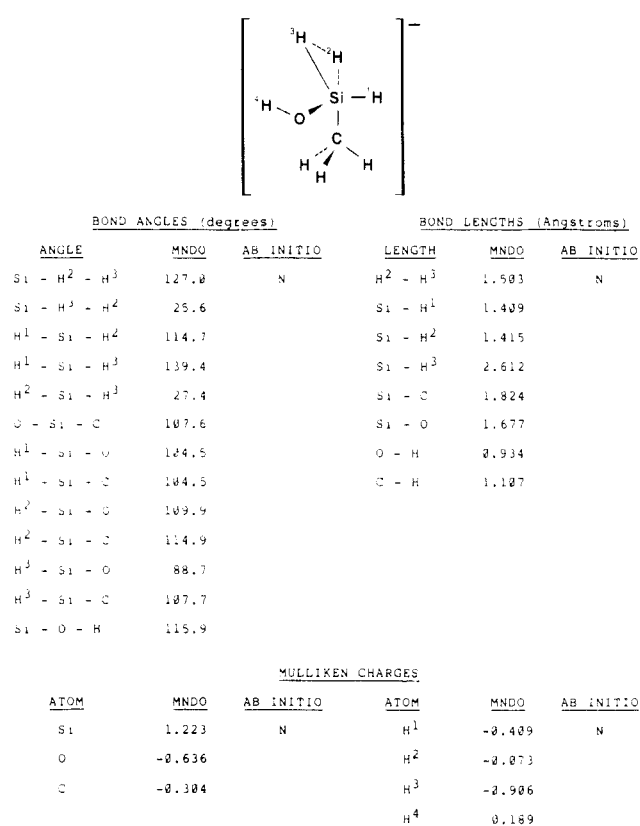 ³H
²H
Si
¹H
⁴H
O
C
H
H
H
−
BOND ANGLES (degrees)
ANGLE MNDO AB INITIO
Si - H² - H³ 127.0 N
Si - H³ - H² 25.6
H¹ - Si - H² 114.7
H¹ - Si - H³ 139.4
H² - Si - H³ 27.4
O - Si - C 107.6
H¹ - Si - O 104.5
H¹ - Si - C 104.5
H² - Si - O 109.9
H² - Si - C 114.9
H³ - Si - O 88.7
H³ - Si - C 107.7
Si - O - H 115.9
BOND LENGTHS (Angstroms)
LENGTH MNDO AB INITIO
H² - H³ 1.503 N
Si - H¹ 1.409
Si - H² 1.415
Si - H³ 2.612
Si - C 1.824
Si - O 1.677
O - H 0.934
C - H 1.107
MULLIKEN CHARGES
ATOM MNDO AB INITIO ATOM MNDO AB INITIO
Si 1.223 N H¹ -0.409 N
O -0.636 H² -0.073
C -0.304 H³ -0.906
H⁴ 0.189